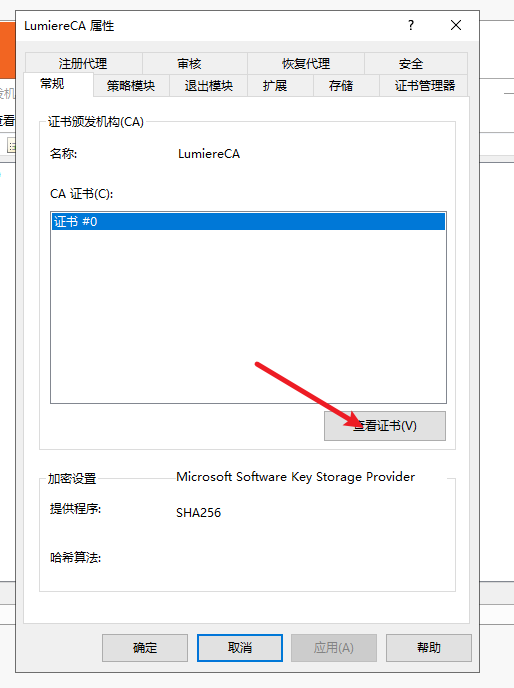 LumiereCA 属性
?
注册代理 审核 恢复代理 安全
常规 策略模块 退出模块 扩展 存储 证书管理器
证书颁发机构(CA)
名称: LumiereCA
CA 证书(C):
证书 #0
查看证书(V)
加密设置
Microsoft Software Key Storage Provider
提供程序:
SHA256
哈希算法:
确定 取消 应用(A) 帮助